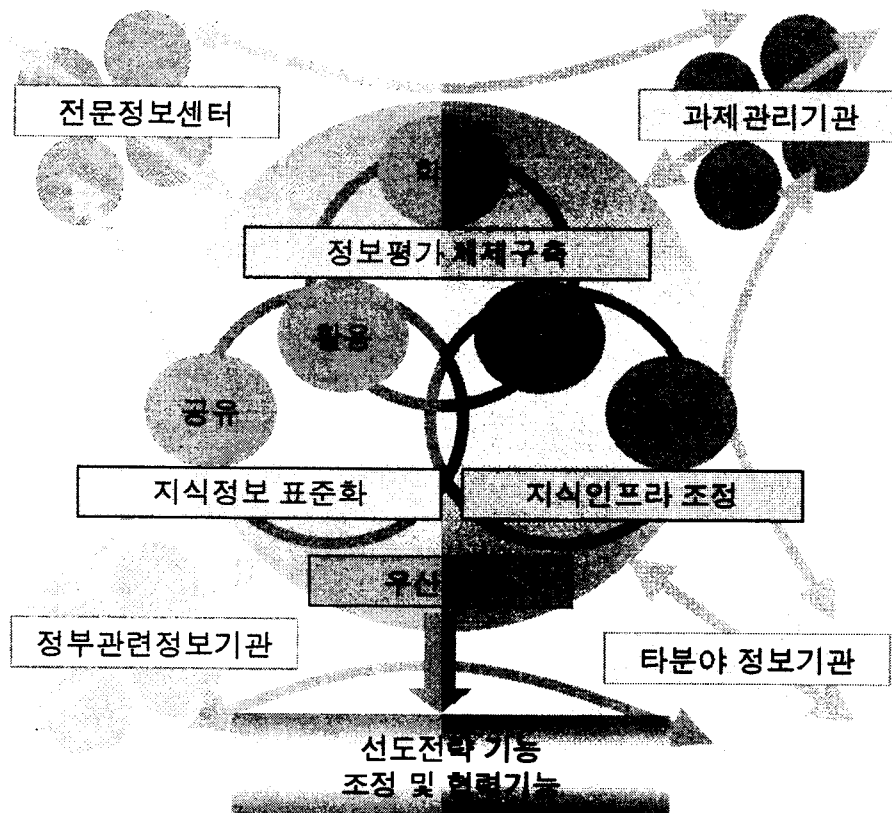 전문정보센터
과제관리기관
정보평가 체제구축
활용
공유
지식정보 표준화
지식인프라 조정
정부관련정보기관
타분야 정보기관
선도전략 기능
조정 및 협력기능